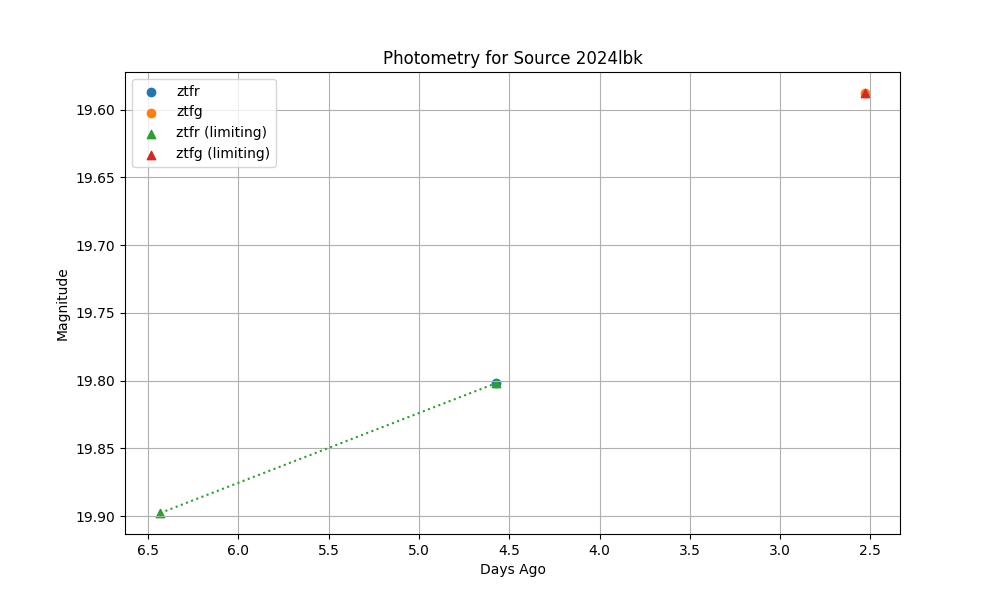 Photometry for Source 2024lbk
ztfr
ztfg
ztfr (limiting)
ztfg (limiting)
19.60
19.65
19.70
19.75
19.80
19.85
19.90
Magnitude
6.5 6.0 5.5 5.0 4.5 4.0 3.5 3.0 2.5
Days Ago